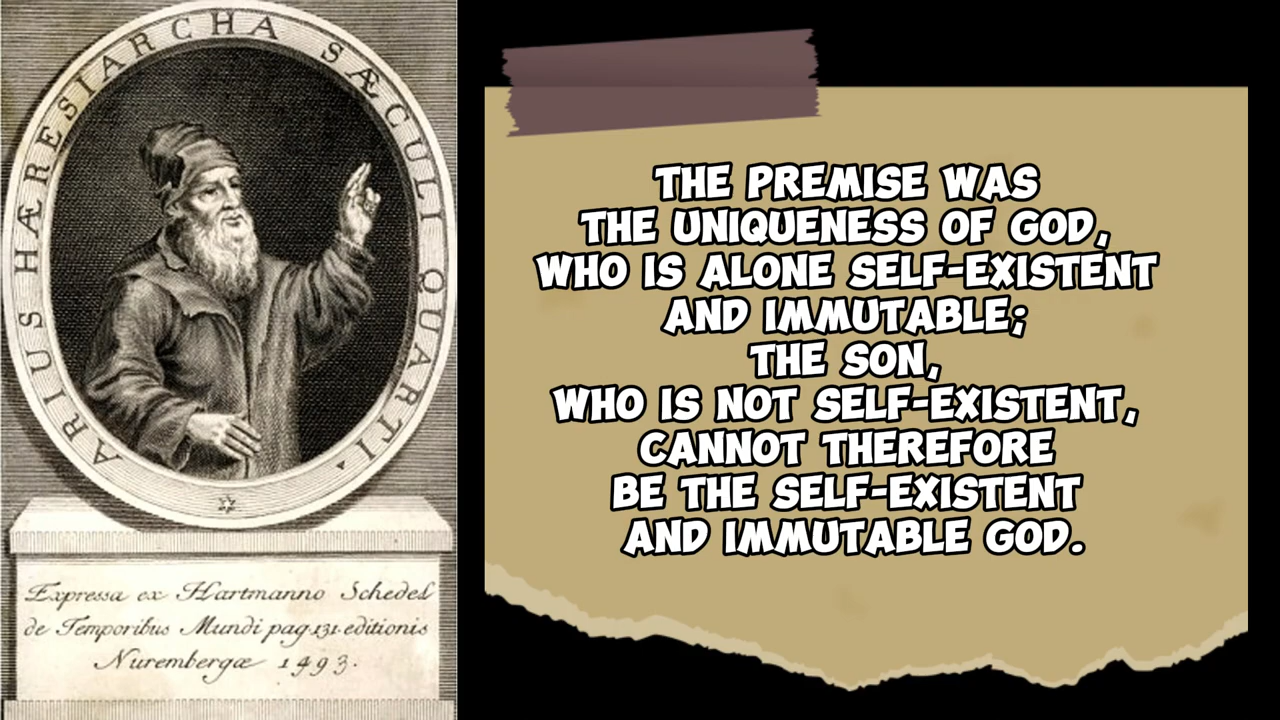 ARIUS HÆRESIARCHA SÆCULI QUARTI.
Expressa ex Hartmanno Schedel
de Temporibus Mundi pag 131. editionis
Nurembergæ 1493.
THE PREMISE WAS
THE UNIQUENESS OF GOD,
WHO IS ALONE SELF-EXISTENT
AND IMMUTABLE;
THE SON,
WHO IS NOT SELF-EXISTENT,
CANNOT THEREFORE
BE THE SELF-EXISTENT
AND IMMUTABLE GOD.